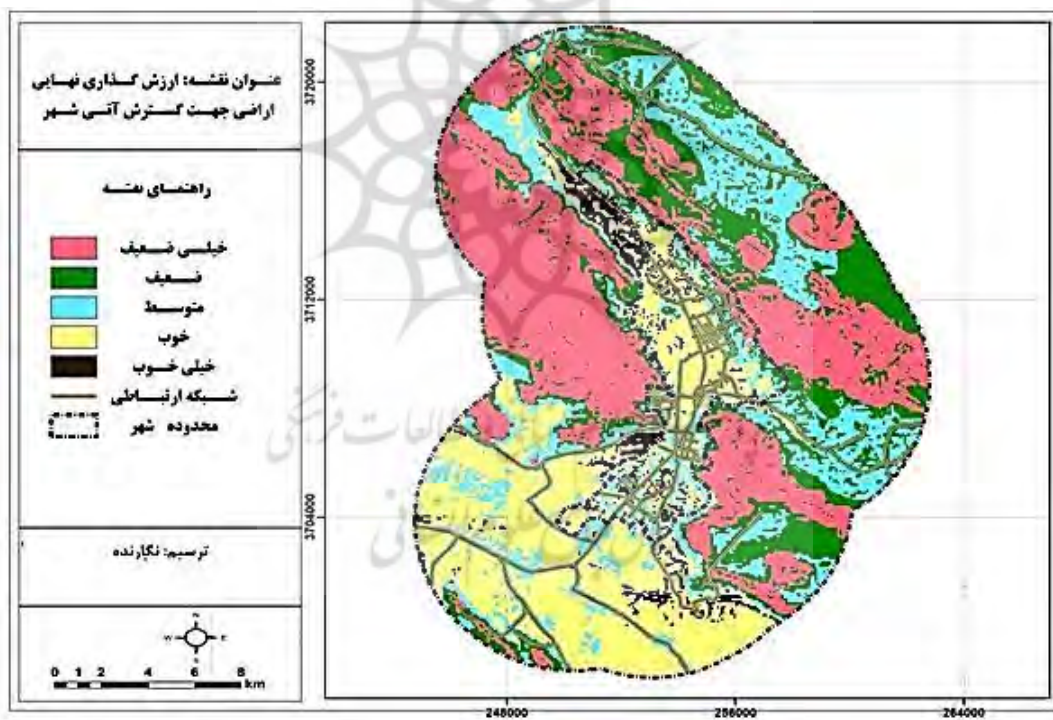 عنوان نقشه: ارزش گذاری نهایی
اراضی جهت گسترش آتی شهر
راهنمای نقشه
خیلی ضعیف
ضعیف
متوسط
خوب
خیلی خوب
شبکه ارتباطی
محدوده شهر
ترسیم: نگارنده
N
W E
S
0 1 2 4 6 8
km
3720000
3712000
3704000
248000 256000 264000
مطالعات فرهنگی